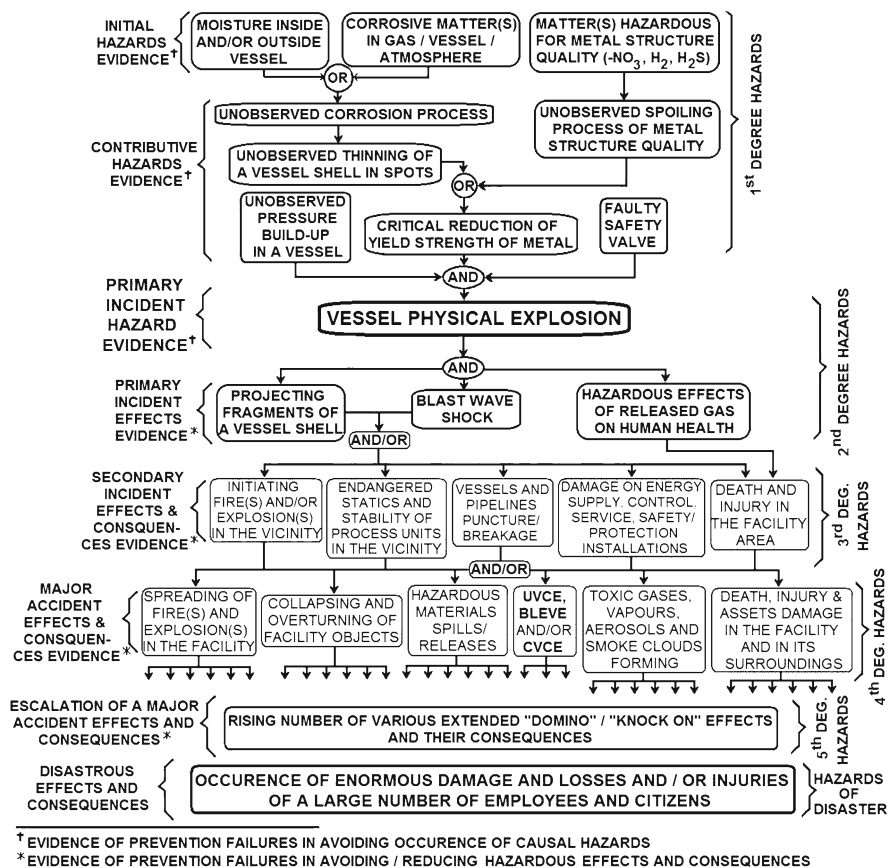 INITIAL
HAZARDS
EVIDENCE†
MOISTURE INSIDE
AND/OR OUTSIDE
VESSEL
CORROSIVE MATTER(S)
IN GAS / VESSEL /
ATMOSPHERE
MATTER(S) HAZARDOUS
FOR METAL STRUCTURE
QUALITY (-NO3, H2, H2S)
OR
UNOBSERVED CORROSION PROCESS
UNOBSERVED SPOILING
PROCESS OF METAL
STRUCTURE QUALITY
1st DEGREE HAZARDS
CONTRIBUTIVE
HAZARDS
EVIDENCE†
UNOBSERVED THINNING OF
A VESSEL SHELL IN SPOTS
OR
UNOBSERVED
PRESSURE
BUILD-UP
IN A VESSEL
CRITICAL REDUCTION OF
YIELD STRENGTH OF METAL
FAULTY
SAFETY
VALVE
AND
PRIMARY
INCIDENT
HAZARD
EVIDENCE†
VESSEL PHYSICAL EXPLOSION
AND
2nd DEGREE HAZARDS
PRIMARY
INCIDENT
EFFECTS
EVIDENCE*
PROJECTING
FRAGMENTS OF
A VESSEL SHELL
BLAST WAVE
SHOCK
HAZARDOUS EFFECTS
OF RELEASED GAS
ON HUMAN HEALTH
AND/OR
SECONDARY
INCIDENT
EFFECTS &
CONSQUEN-
CES EVIDENCE*
INITIATING
FIRE(S) AND/OR
EXPLOSION(S)
IN THE VICINITY
ENDANGERED
STATICS AND
STABILITY OF
PROCESS UNITS
IN THE VICINITY
VESSELS AND
PIPELINES
PUNCTURE/
BREAKAGE
DAMAGE ON ENERGY
SUPPLY, CONTROL,
SERVICE, SAFETY/
PROTECTION
INSTALLATIONS
DEATH AND
INJURY IN
THE FACILITY
AREA
3rd DEG.
HAZARDS
AND/OR
MAJOR
ACCIDENT
EFFECTS &
CONSQUEN-
CES EVIDENCE*
SPREADING OF
FIRE(S) AND
EXPLOSION(S)
IN THE FACILITY
COLLAPSING AND
OVERTURNING OF
FACILITY OBJECTS
HAZARDOUS
MATERIALS
SPILLS/
RELEASES
UVCE,
BLEVE
AND/OR
CVCE
TOXIC GASES,
VAPOURS,
AEROSOLS AND
SMOKE CLOUDS
FORMING
DEATH, INJURY &
ASSETS DAMAGE
IN THE FACILITY
AND IN ITS
SURROUNDINGS
4th DEG. HAZARDS
ESCALATION OF A MAJOR
ACCIDENT EFFECTS AND
CONSEQUENCES*
RISING NUMBER OF VARIOUS EXTENDED "DOMINO" / "KNOCK ON" EFFECTS
AND THEIR CONSEQUENCES
5th DEG.
HAZARDS
DISASTROUS
EFFECTS AND
CONSEQUENCES
OCCURENCE OF ENORMOUS DAMAGE AND LOSSES AND / OR INJURIES
OF A LARGE NUMBER OF EMPLOYEES AND CITIZENS
HAZARDS
OF
DISASTER
† EVIDENCE OF PREVENTION FAILURES IN AVOIDING OCCURENCE OF CAUSAL HAZARDS
* EVIDENCE OF PREVENTION FAILURES IN AVOIDING / REDUCING HAZARDOUS EFFECTS AND CONSEQUENCES